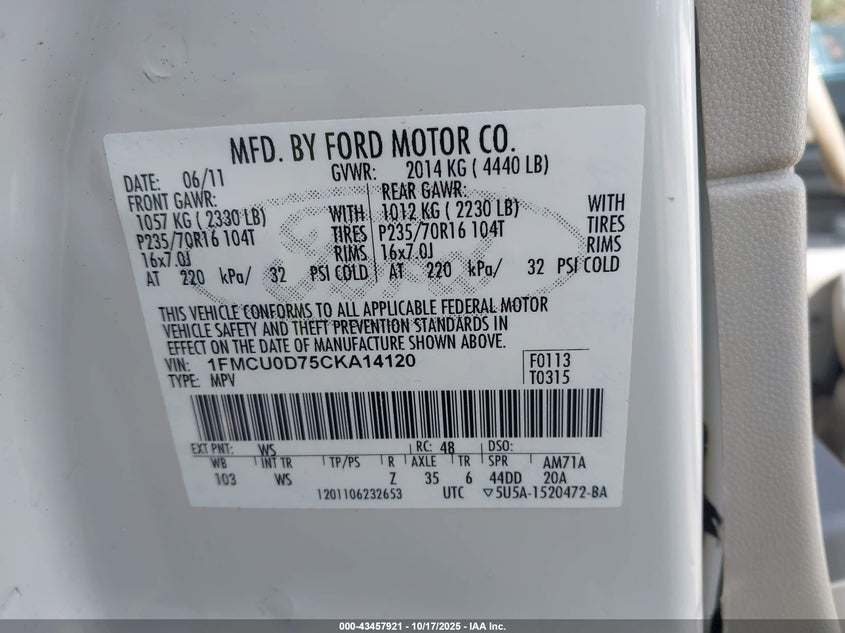 MFD. BY FORD MOTOR CO.
DATE: 06/11 GVWR: 2014 KG ( 4440 LB)
FRONT GAWR: REAR GAWR:
1057 KG ( 2330 LB) WITH 1012 KG ( 2230 LB) WITH
P235/70R16 104T TIRES P235/70R16 104T TIRES
16x7.0J RIMS 16x7.0J RIMS
AT 220 kPa/ 32 PSI COLD AT 220 kPa/ 32 PSI COLD
THIS VEHICLE CONFORMS TO ALL APPLICABLE FEDERAL MOTOR
VEHICLE SAFETY AND THEFT PREVENTION STANDARDS IN
EFFECT ON THE DATE OF MANUFACTURE SHOWN ABOVE.
VIN: 1FMCU0D75CKA14120 F0113
TYPE: MPV T0315
EXT PNT: WS RC: 48 DSO:
WB INT TR TP/PS R AXLE TR SPR AM71A
103 WS Z 35 6 44DD 20A
1201106232653 UTC ▽5U5A-1520472-BA
000-43457921 | 10/17/2025 | IAA Inc.